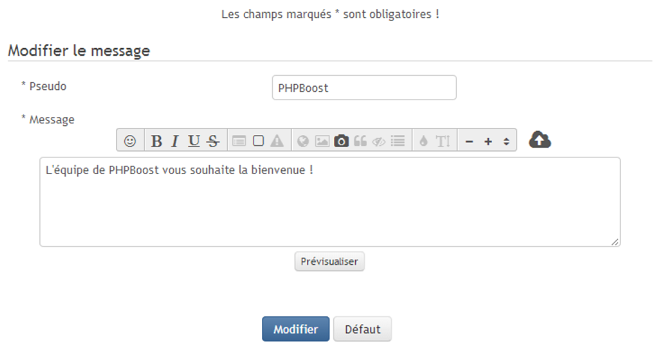 Les champs marqués * sont obligatoires !
Modifier le message
* Pseudo
PHPBoost
* Message
B I U S
T!
L'équipe de PHPBoost vous souhaite la bienvenue !
Prévisualiser
Modifier Défaut